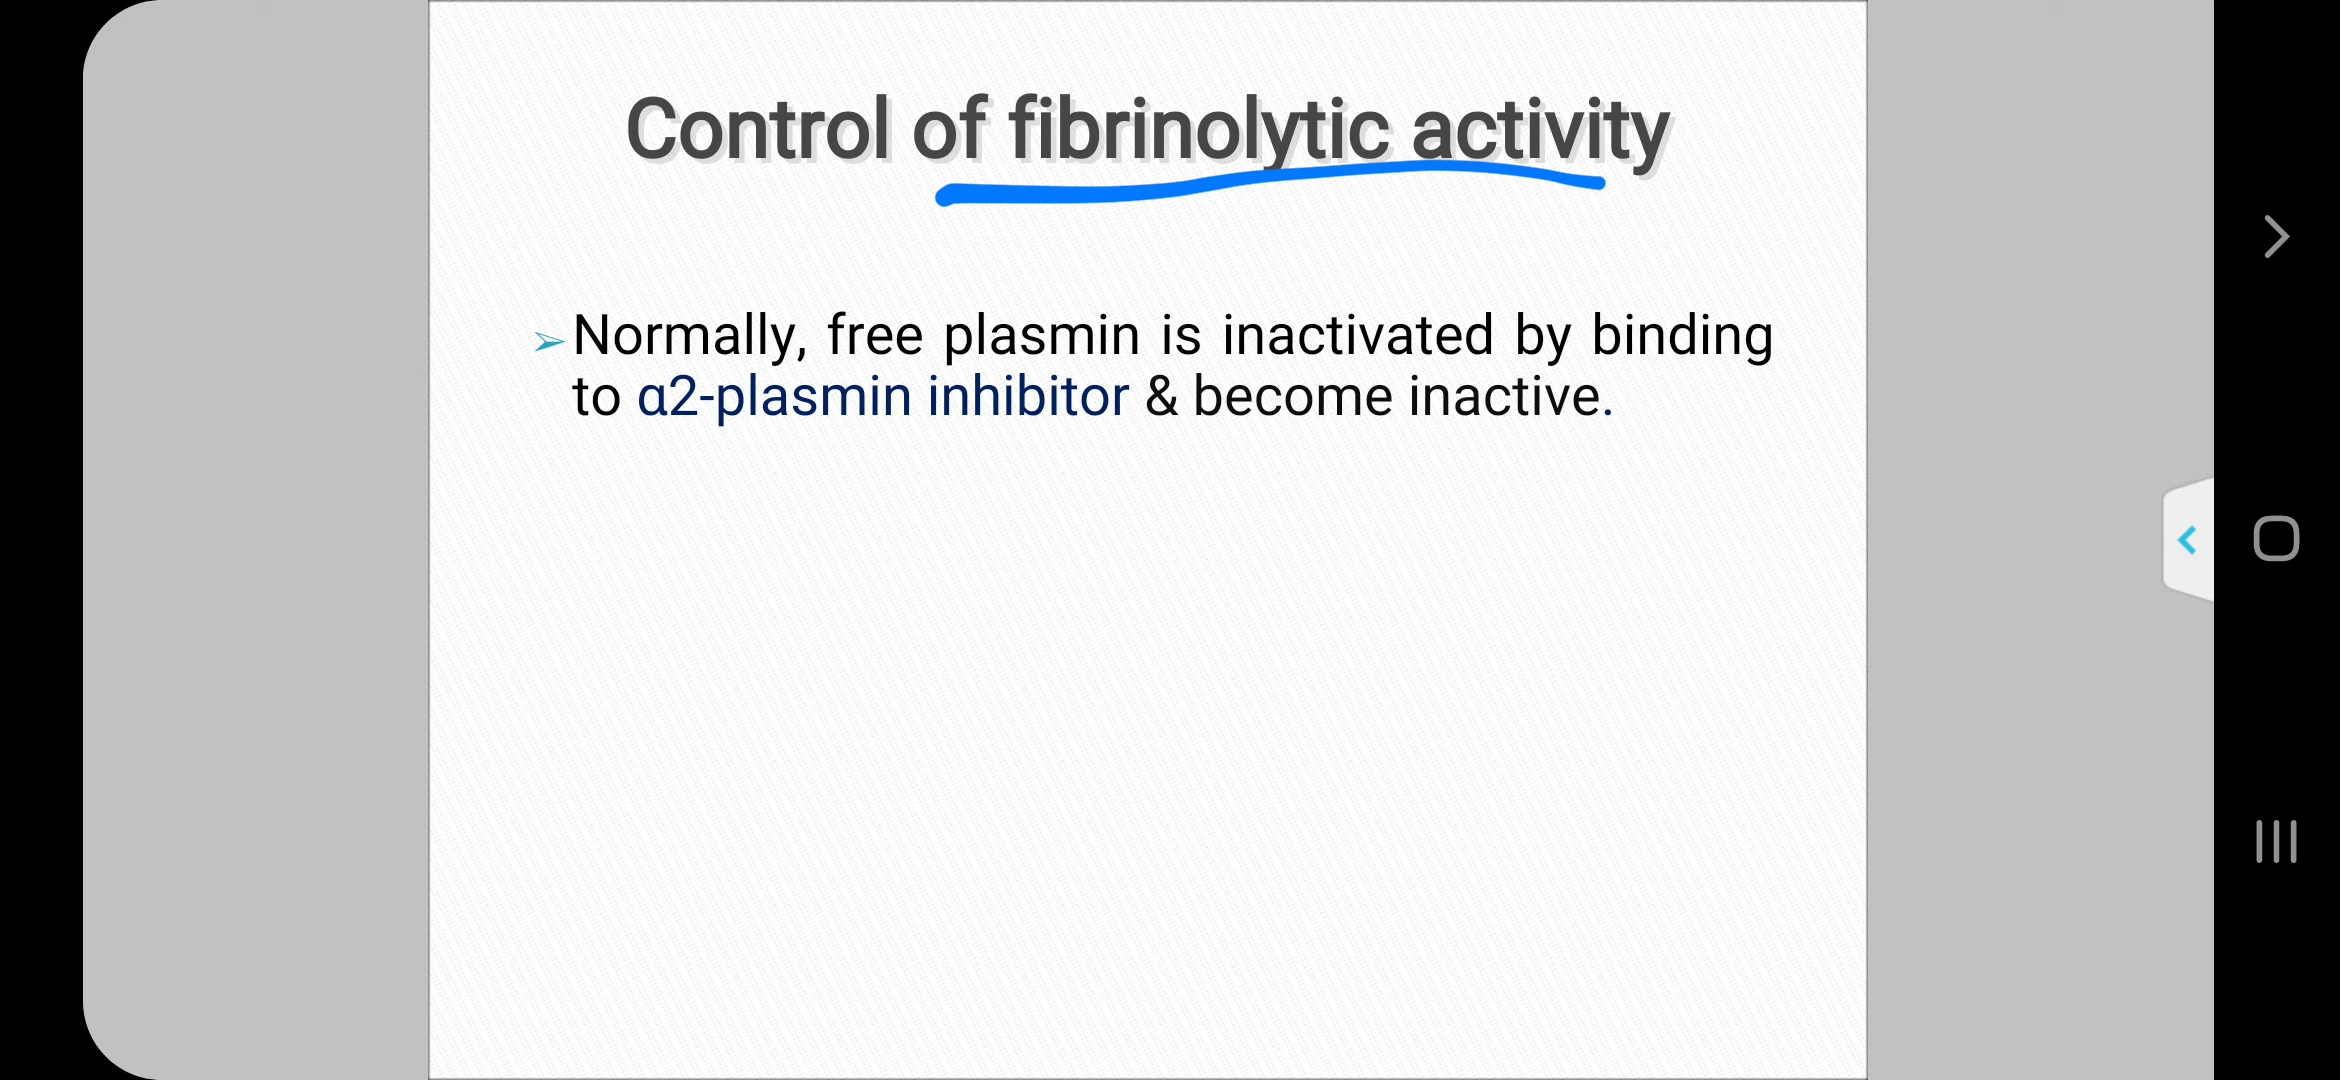 Control of fibrinolytic activity
➢Normally, free plasmin is inactivated by binding
to α2-plasmin inhibitor & become inactive.